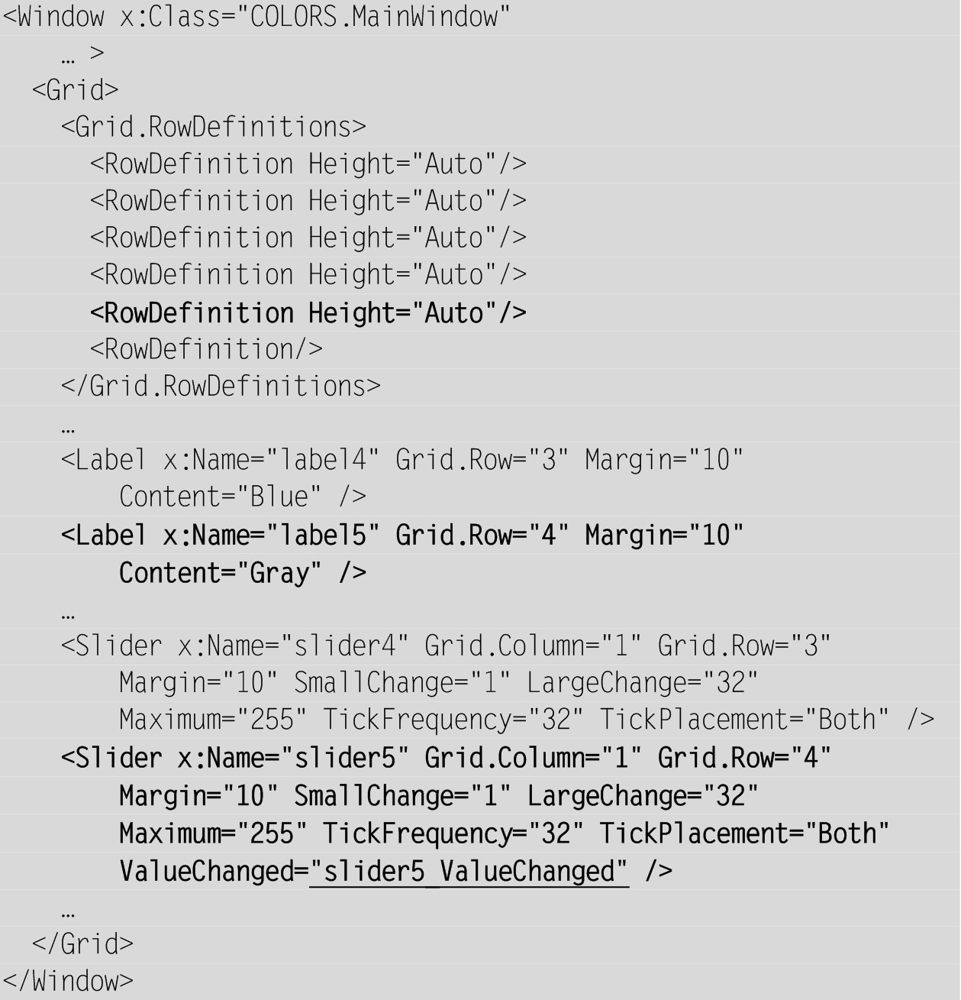 <Window x:Class="COLORS.MainWindow"
    … >
  <Grid>
    <Grid.RowDefinitions>
      <RowDefinition Height="Auto"/>
      <RowDefinition Height="Auto"/>
      <RowDefinition Height="Auto"/>
      <RowDefinition Height="Auto"/>
      <RowDefinition Height="Auto"/>
      <RowDefinition/>
    </Grid.RowDefinitions>
    …
    <Label x:Name="label4" Grid.Row="3" Margin="10"
        Content="Blue" />
    <Label x:Name="label5" Grid.Row="4" Margin="10"
        Content="Gray" />
    …
    <Slider x:Name="slider4" Grid.Column="1" Grid.Row="3"
        Margin="10" SmallChange="1" LargeChange="32"
        Maximum="255" TickFrequency="32" TickPlacement="Both" />
    <Slider x:Name="slider5" Grid.Column="1" Grid.Row="4"
        Margin="10" SmallChange="1" LargeChange="32"
        Maximum="255" TickFrequency="32" TickPlacement="Both"
        ValueChanged="slider5_ValueChanged" />
    …
  </Grid>
</Window>